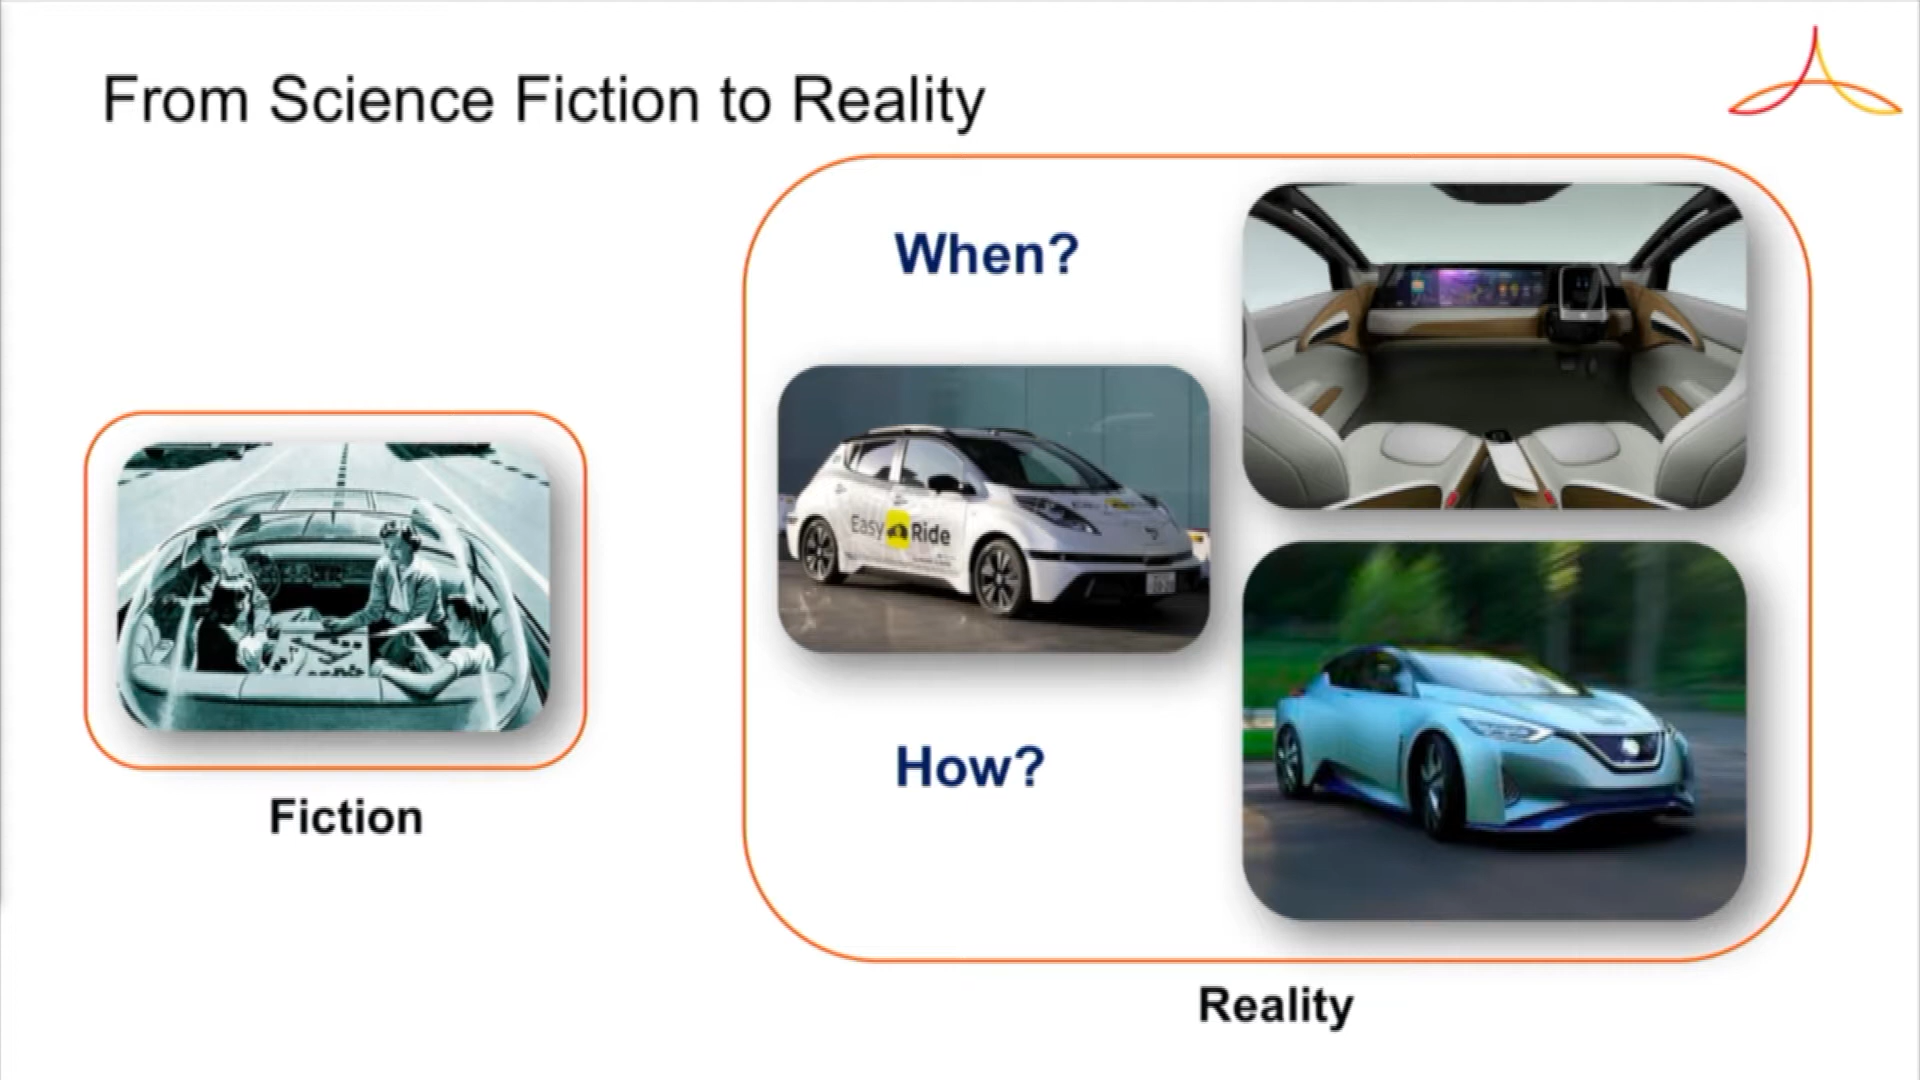 From Science Fiction to Reality
When?
Easy Ride
How?
Fiction
Reality